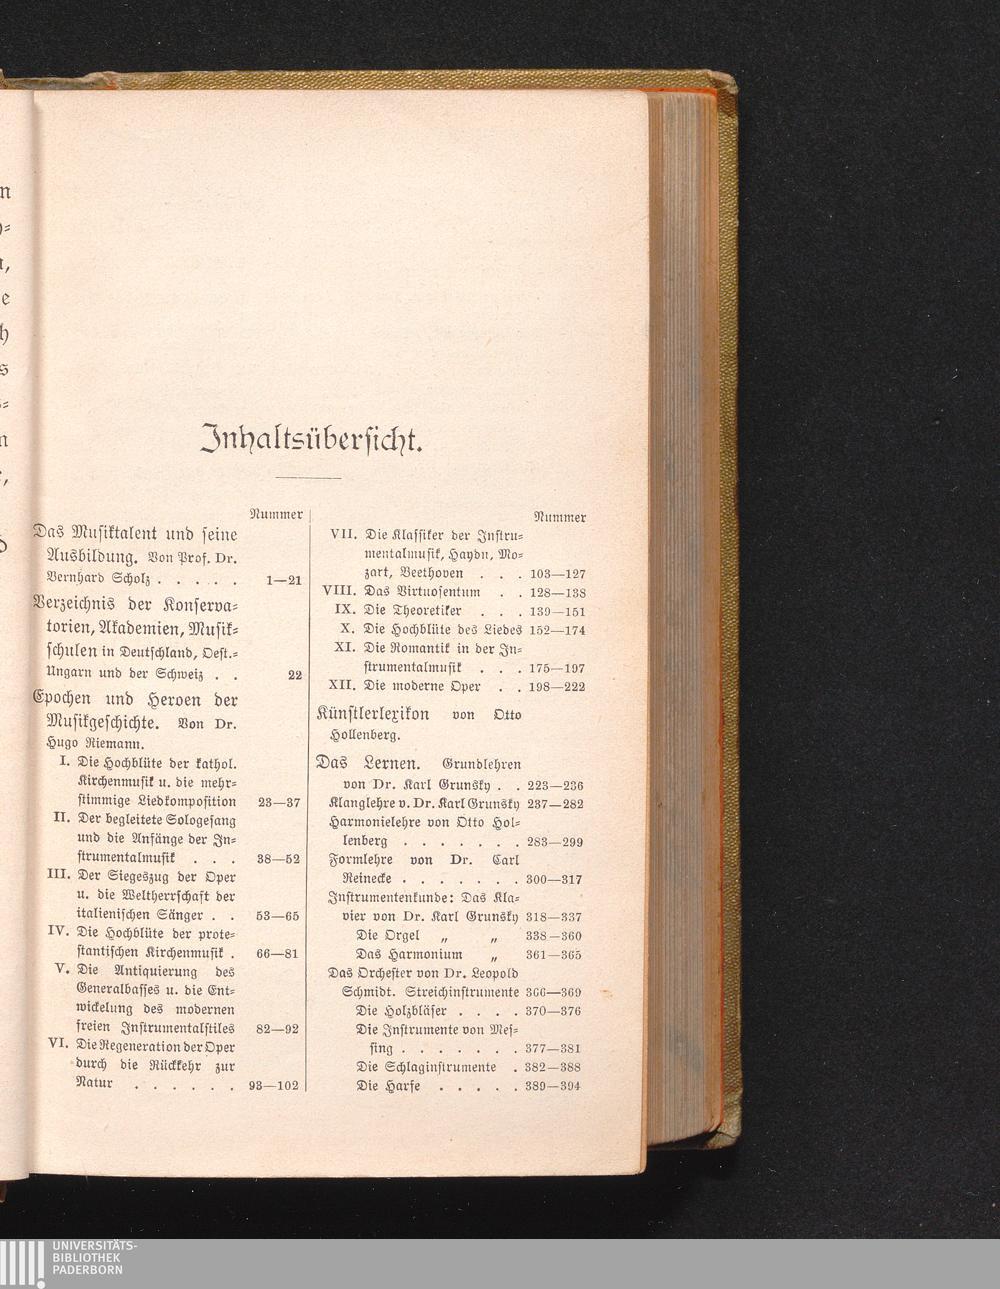 Inhaltsübersicht.
Nummer
Das Musiktalent und seine
Ausbildung. Von Prof. Dr.
Bernhard Scholz . . . . . 1—21
Verzeichnis der Konserva-
torien, Akademien, Musik-
schulen in Deutschland, Oest.-
Ungarn und der Schweiz . . 22
Epochen und Heroen der
Musikgeschichte. Von Dr.
Hugo Riemann.
I. Die Hochblüte der kathol.
Kirchenmusik u. die mehr-
stimmige Liedkomposition 23—37
II. Der begleitete Sologesang
und die Anfänge der In-
strumentalmusik . . . 38—52
III. Der Siegeszug der Oper
u. die Weltherrschaft der
italienischen Sänger . . 53—65
IV. Die Hochblüte der prote-
stantischen Kirchenmusik . 66—81
V. Die Antiquierung des
Generalbasses u. die Ent-
wickelung des modernen
freien Instrumentalstiles 82—92
VI. Die Regeneration der Oper
durch die Rückkehr zur
Natur . . . . . . 93—102
Nummer
VII. Die Klassiker der Instru-
mentalmusik, Haydn, Mo-
zart, Beethoven . . . 103—127
VIII. Das Virtuosentum . . 128—138
IX. Die Theoretiker . . . 139—151
X. Die Hochblüte des Liedes 152—174
XI. Die Romantik in der In-
strumentalmusik . . . 175—197
XII. Die moderne Oper . . 198—222
Künstlerlexikon von Otto
Hollenberg.
Das Lernen. Grundlehren
von Dr. Karl Grunsky . . 223—236
Klanglehre v. Dr. Karl Grunsky 237—282
Harmonielehre von Otto Hol-
lenberg . . . . . . . 283—299
Formlehre von Dr. Carl
Reinecke . . . . . . . 300—317
Instrumentenkunde: Das Kla-
vier von Dr. Karl Grunsky 318—337
Die Orgel „ „ 338—360
Das Harmonium „ 361—365
Das Orchester von Dr. Leopold
Schmidt. Streichinstrumente 366—369
Die Holzbläser . . . . 370—376
Die Instrumente von Mes-
sing . . . . . . . 377—381
Die Schlaginstrumente . 382—388
Die Harfe . . . . . 389—394
UNIVERSITÄTS-
BIBLIOTHEK
PADERBORN